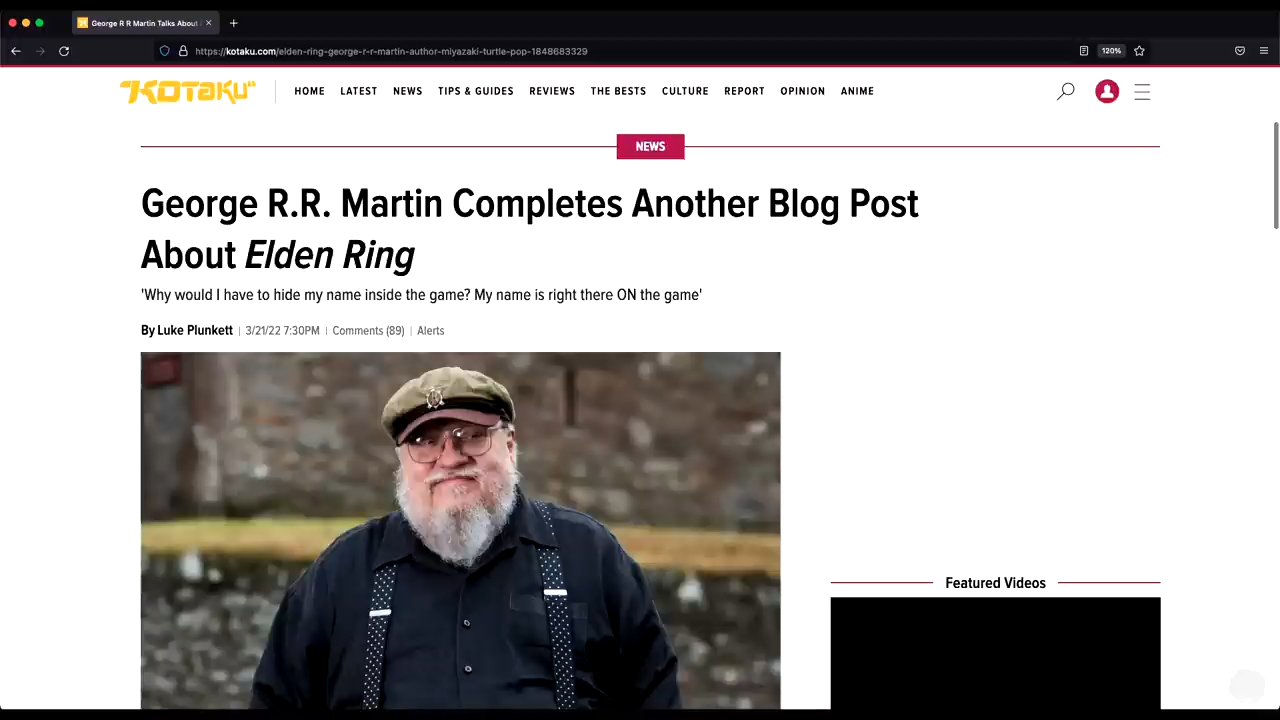 George R R Martin Talks About
https://kotaku.com/elden-ring-george-r-r-martin-author-miyazaki-turtle-pop-1848683329
120%
KOTAKU
HOME LATEST NEWS TIPS & GUIDES REVIEWS THE BESTS CULTURE REPORT OPINION ANIME
NEWS
George R.R. Martin Completes Another Blog Post
About Elden Ring
'Why would I have to hide my name inside the game? My name is right there ON the game'
By Luke Plunkett | 3/21/22 7:30PM | Comments (89) | Alerts
Featured Videos